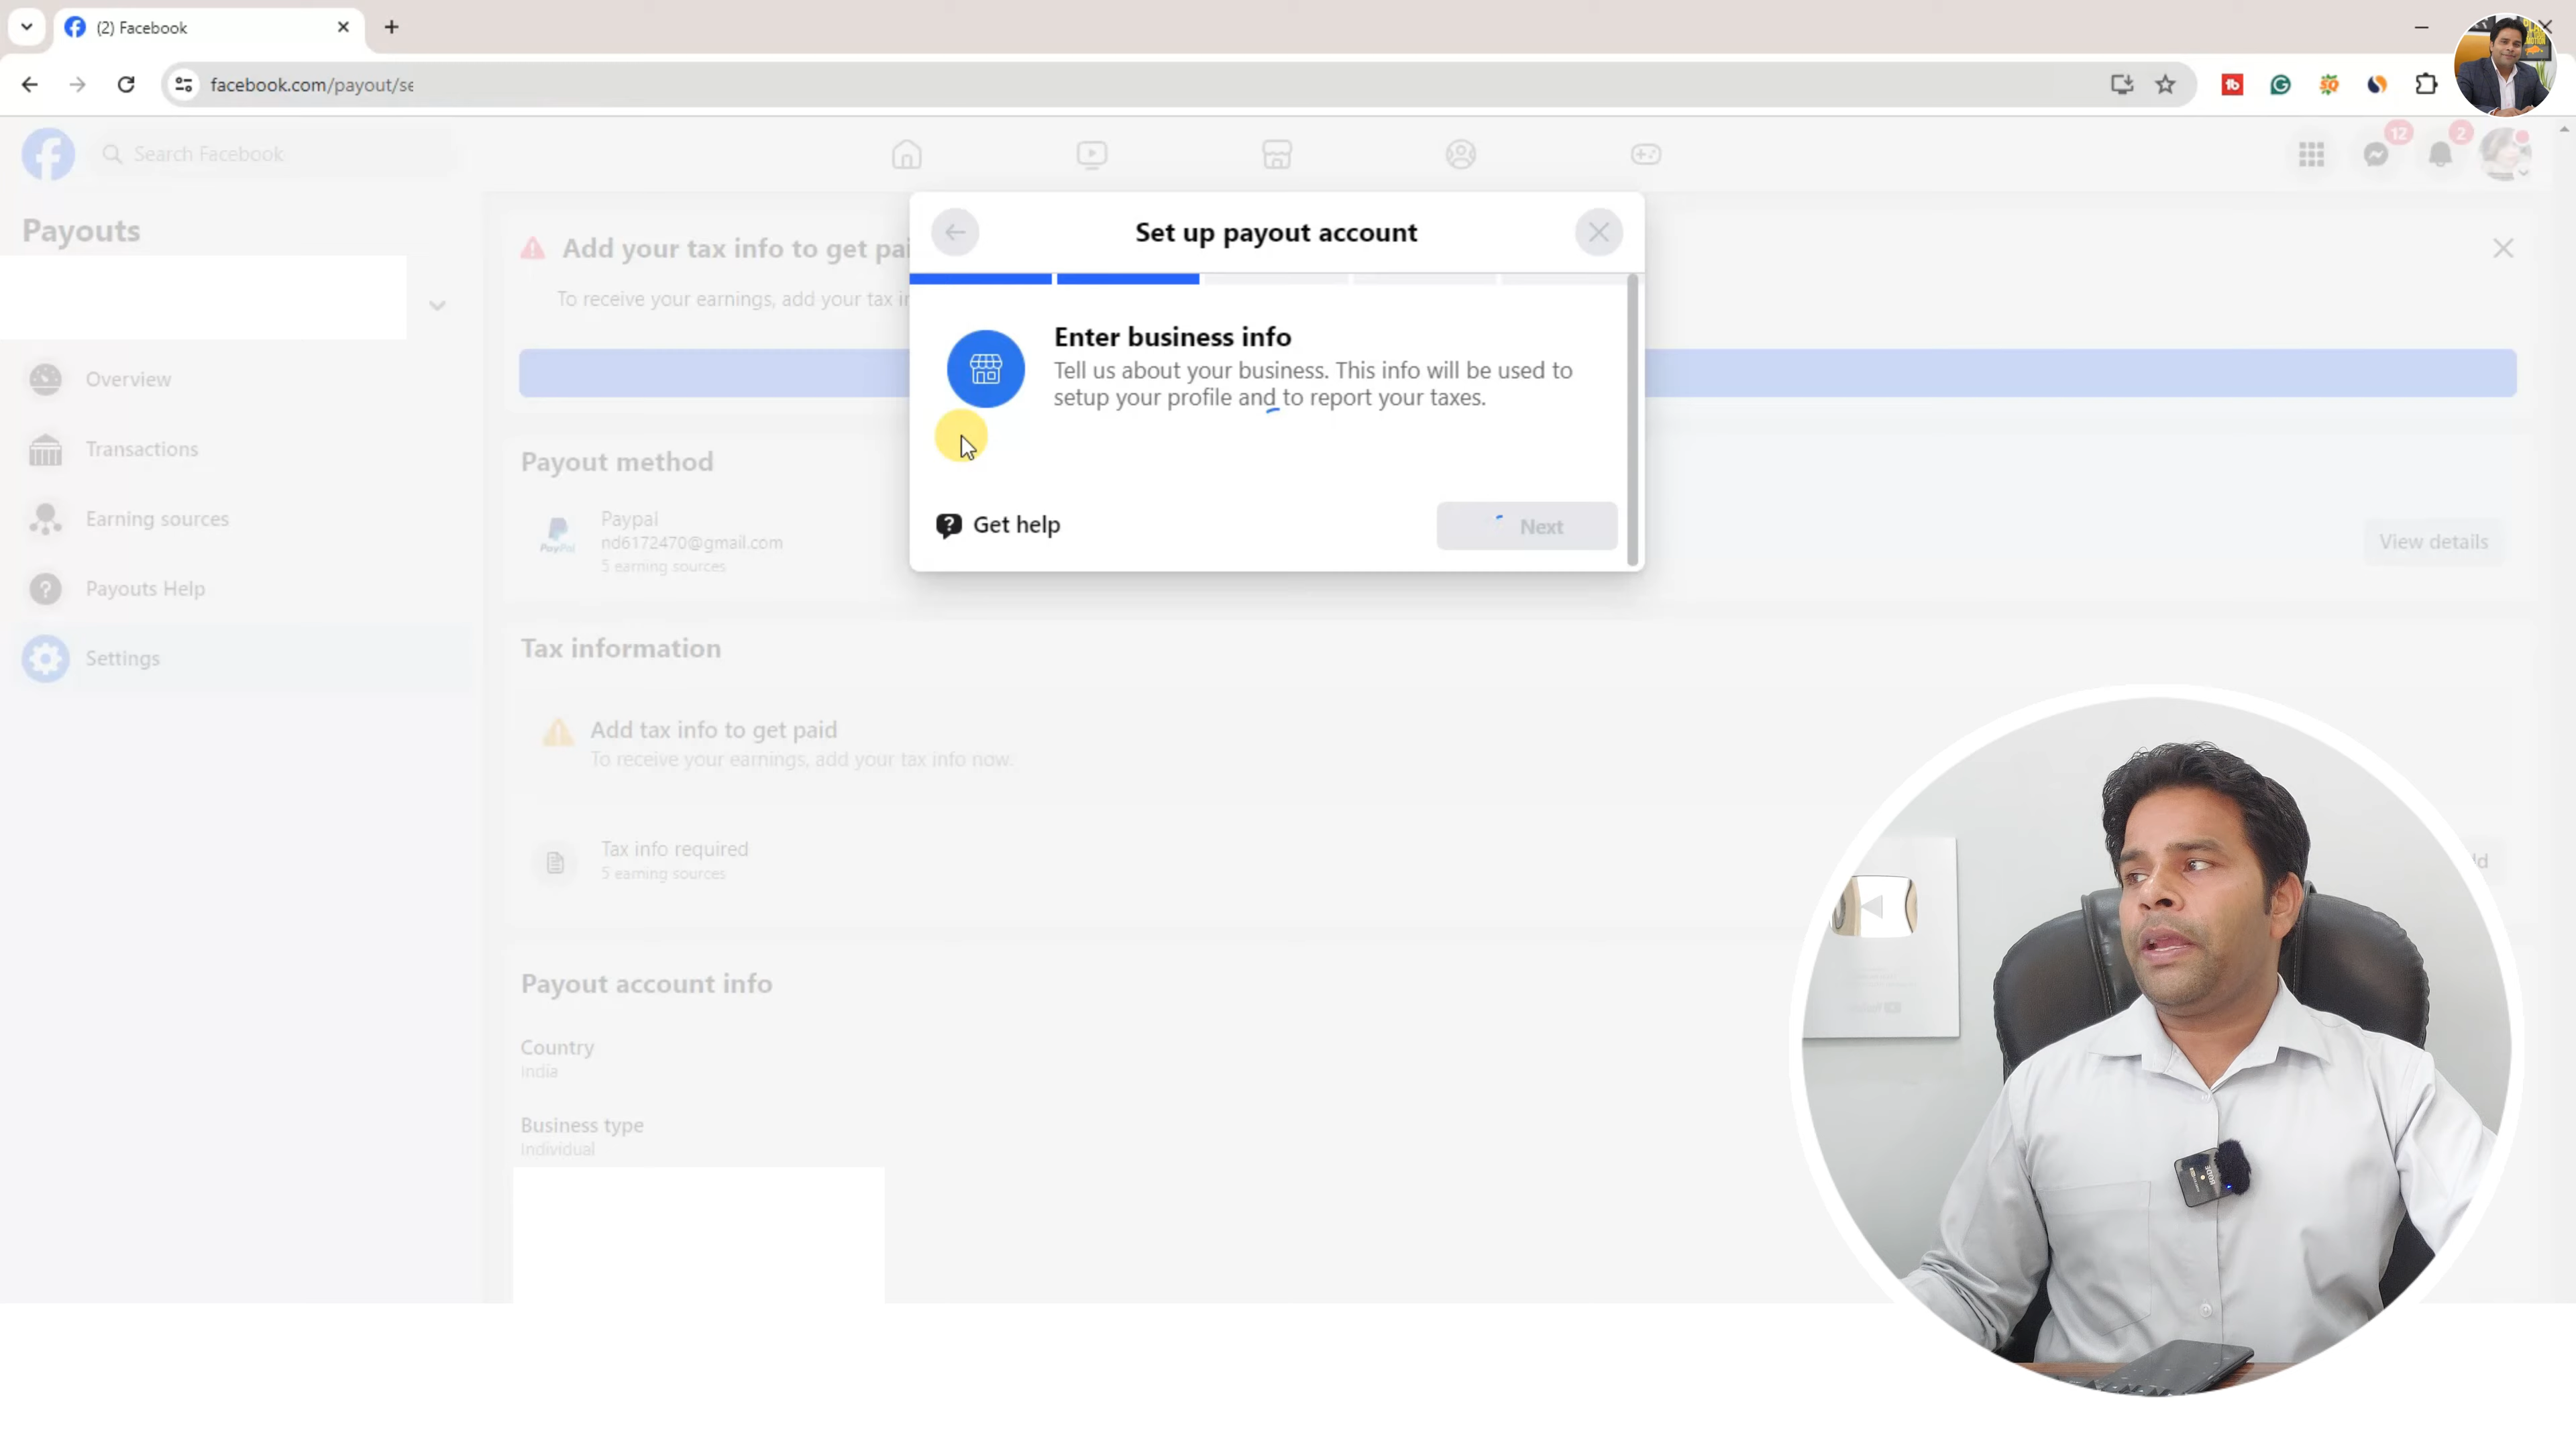 (2) Facebook
facebook.com/payout/se
Search Facebook
12
2
Payouts
Overview
Transactions
Earning sources
Payouts Help
Settings
Add your tax info to get pai
To receive your earnings, add your tax in
Set up payout account
Enter business info
Tell us about your business. This info will be used to
setup your profile and to report your taxes.
Get help
Next
Payout method
PayPal
Paypal
nd6172470@gmail.com
5 earning sources
View details
Tax information
Add tax info to get paid
To receive your earnings, add your tax info now.
Tax info required
5 earning sources
Payout account info
Country
India
Business type
Individual